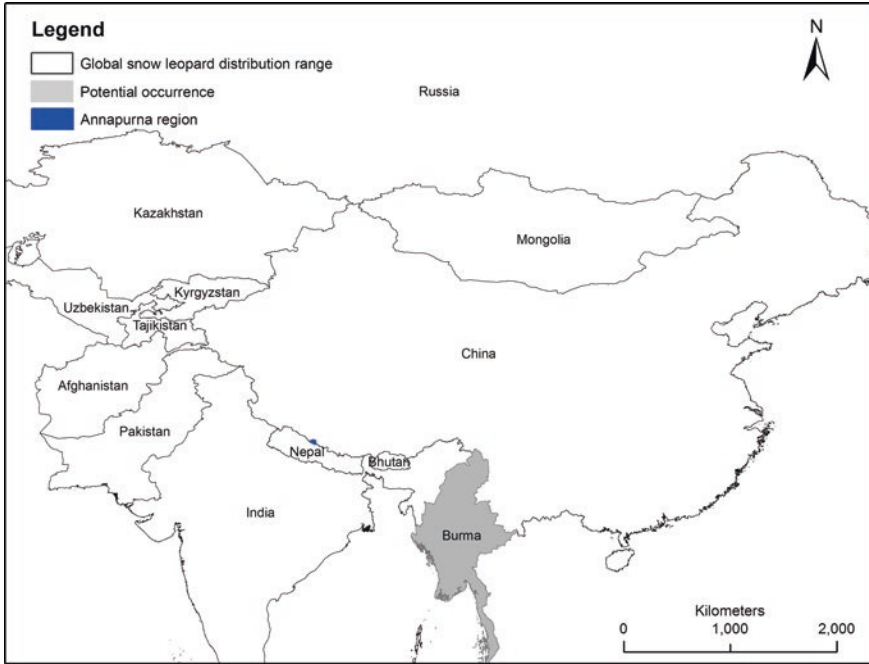 Legend
Global snow leopard distribution range
Potential occurrence
Annapurna region
N
Russia
Kazakhstan
Mongolia
Kyrgyzstan
Uzbekistan
Tajikistan
China
Afghanistan
Pakistan
Nepal
Bhutan
India
Burma
Kilometers
0 1,000 2,000